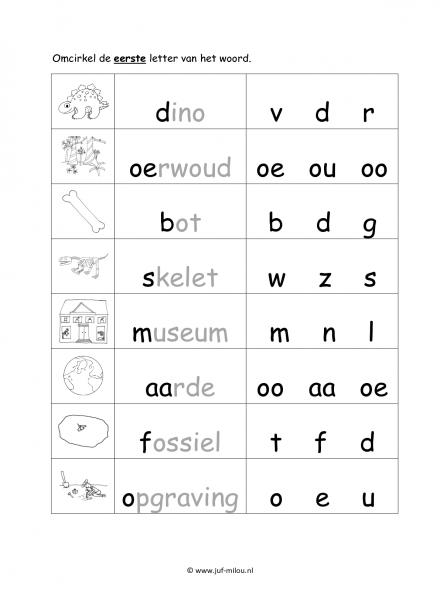 Omcirkel de eerste letter van het woord.
dino v d r
oerwoud oe ou oo
bot b d g
skelet w z s
museum m n l
aarde oo aa oe
fossiel t f d
opgraving o e u
© www.juf-milou.nl